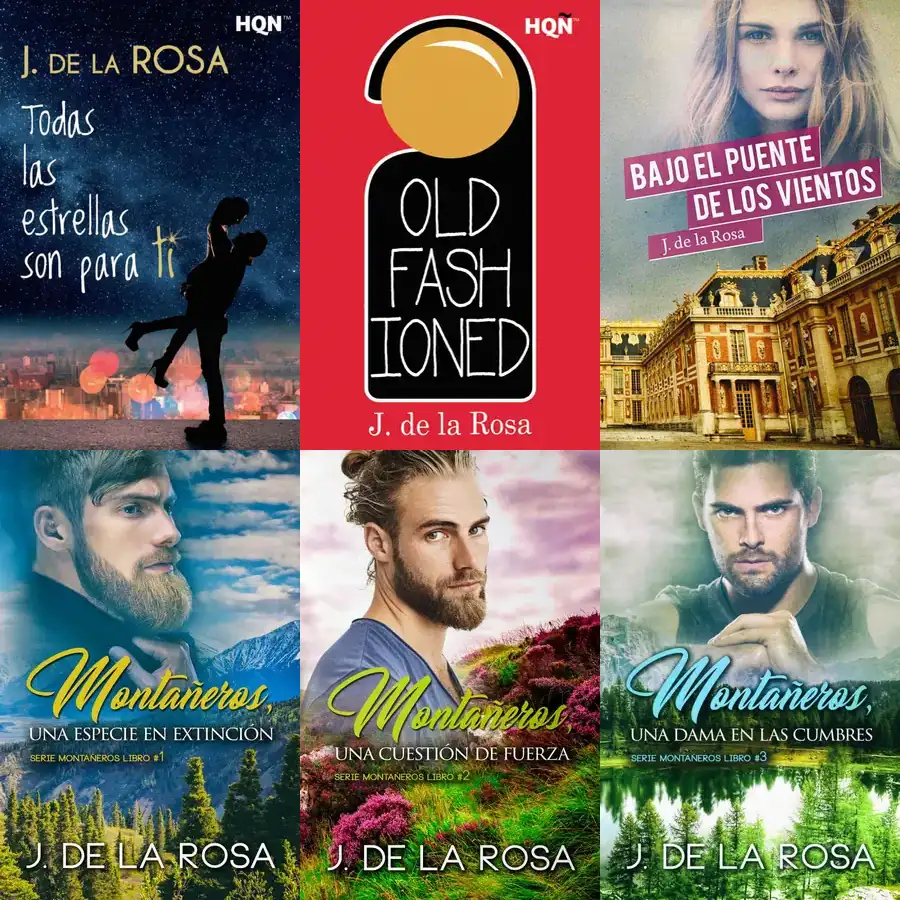 HQN™
J. DE LA ROSA
Todas
las
estrellas
son para ti
HQÑ™
OLD
FASH
IONED
J. de la Rosa
BAJO EL PUENTE
DE LOS VIENTOS
J. de la Rosa
Montañeros,
UNA ESPECIE EN EXTINCIÓN
SERIE MONTAÑEROS LIBRO #1
J. DE LA ROSA
Montañeros,
UNA CUESTIÓN DE FUERZA
SERIE MONTAÑEROS LIBRO #2
J. DE LA ROSA
Montañeros,
UNA DAMA EN LAS CUMBRES
SERIE MONTAÑEROS LIBRO #3
J. DE LA ROSA